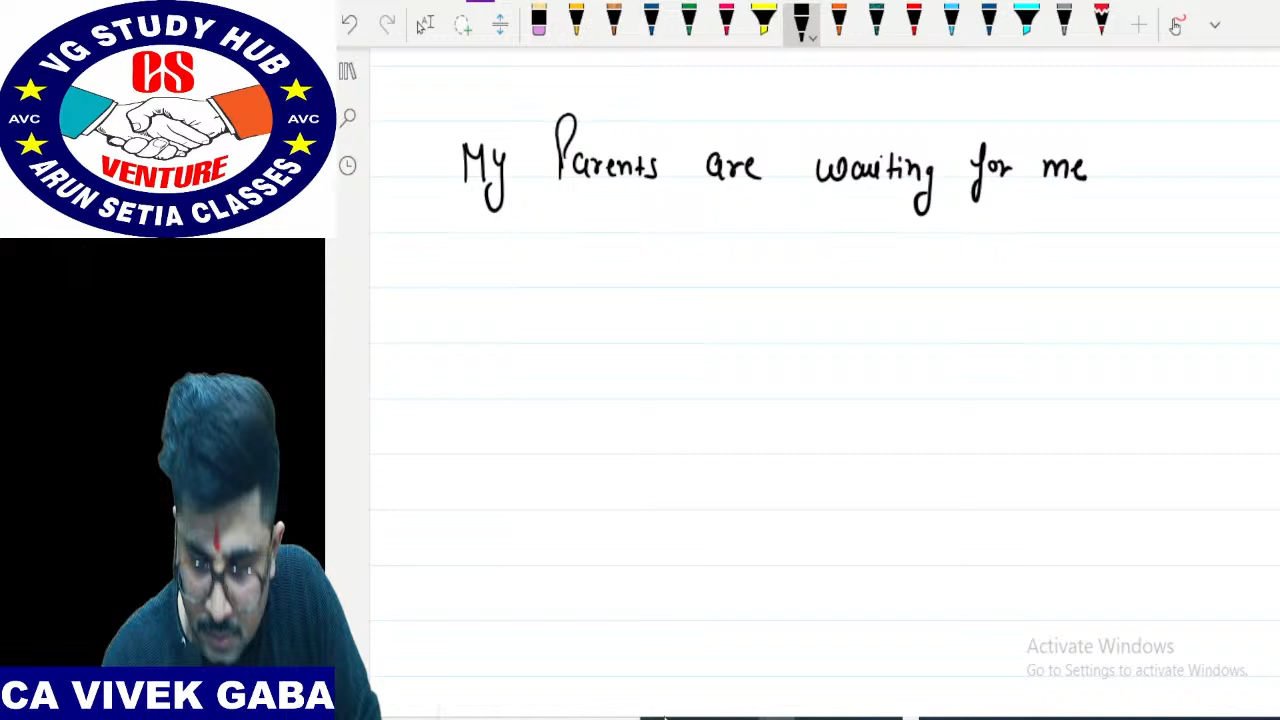 VG STUDY HUB
CS
AVC
AVC
VENTURE
ARUN SETIA CLASSES
My Parents are waiting for me
Activate Windows
Go to Settings to activate Windows.
CA VIVEK GABA